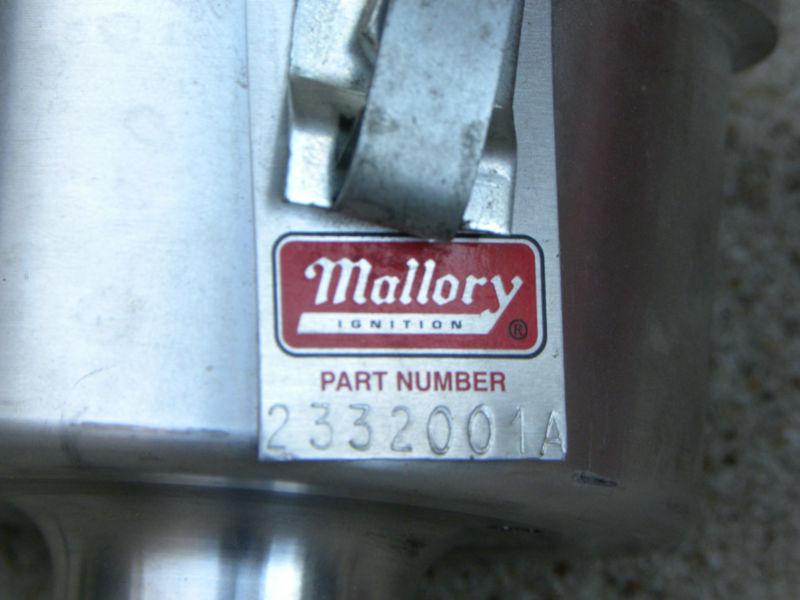 Mallory
IGNITION
®
PART NUMBER
2332001A